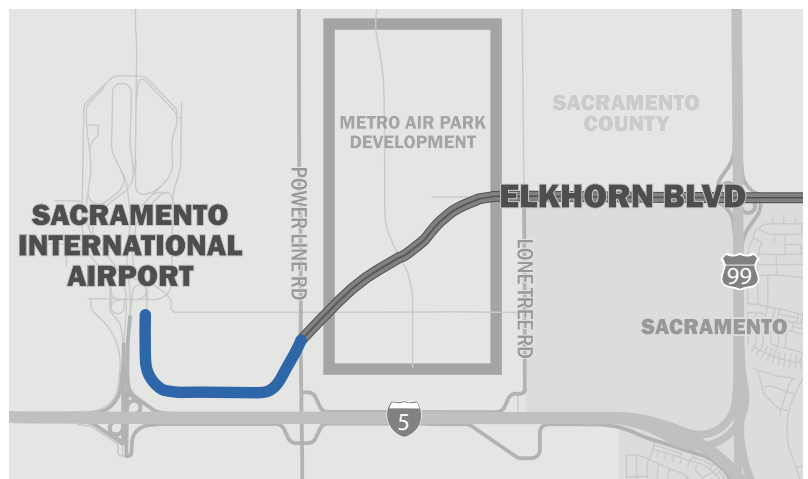 SACRAMENTO
COUNTY
METRO AIR PARK
DEVELOPMENT
POWER LINE RD
ELKHORN BLVD
SACRAMENTO
INTERNATIONAL
AIRPORT
LONE TREE RD
99
SACRAMENTO
5